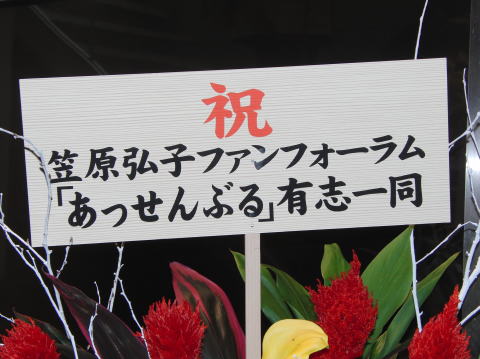 祝
笠原弘子ファンフォーラム
「あっせんぶる」有志一同